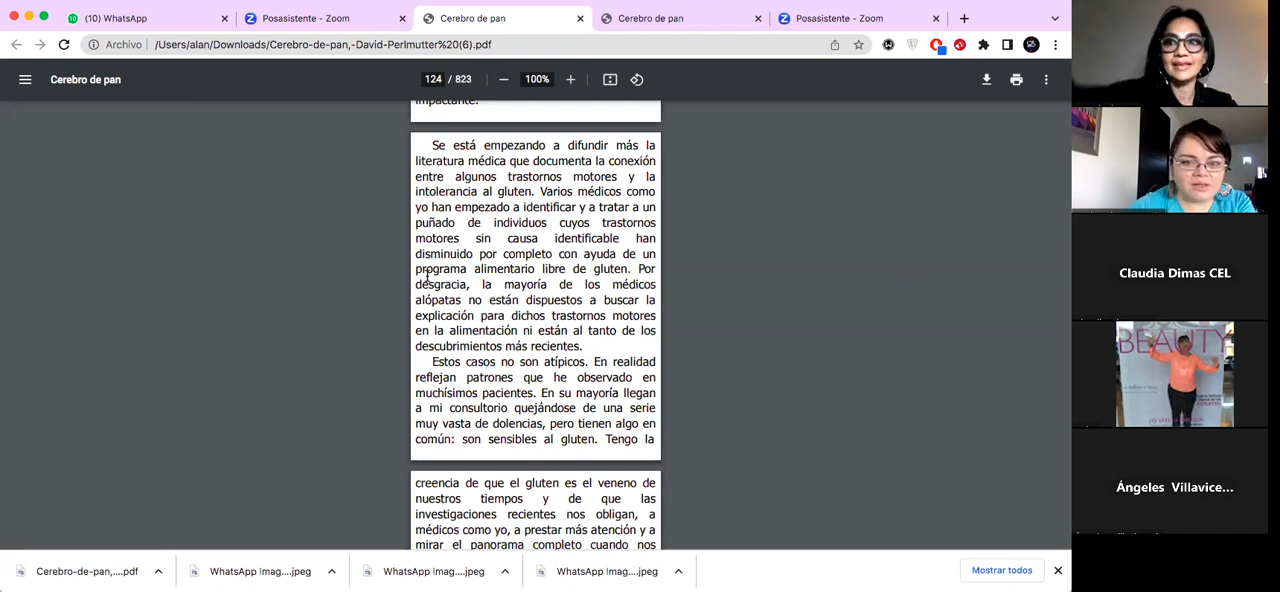 (10) WhatsApp
Posasistente - Zoom
Cerebro de pan
Cerebro de pan
Posasistente - Zoom
Archivo /Users/alan/Downloads/Cerebro-de-pan,-David-Perlmutter%20(6).pdf
Cerebro de pan
124 / 823
100%
impactante.
Se está empezando a difundir más la
literatura médica que documenta la conexión
entre algunos trastornos motores y la
intolerancia al gluten. Varios médicos como
yo han empezado a identificar y a tratar a un
puñado de individuos cuyos trastornos
motores sin causa identificable han
disminuido por completo con ayuda de un
programa alimentario libre de gluten. Por
desgracia, la mayoría de los médicos
alópatas no están dispuestos a buscar la
explicación para dichos trastornos motores
en la alimentación ni están al tanto de los
descubrimientos más recientes.
Estos casos no son atípicos. En realidad
reflejan patrones que he observado en
muchísimos pacientes. En su mayoría llegan
a mi consultorio quejándose de una serie
muy vasta de dolencias, pero tienen algo en
común: son sensibles al gluten. Tengo la
creencia de que el gluten es el veneno de
nuestros tiempos y de que las
investigaciones recientes nos obligan, a
médicos como yo, a prestar más atención y a
mirar el panorama completo cuando nos
Cerebro-de-pan,....pdf
WhatsApp Imag....jpeg
WhatsApp Imag....jpeg
WhatsApp Imag....jpeg
Mostrar todos
Claudia Dimas CEL
BEAUTY
Ángeles Villavice...